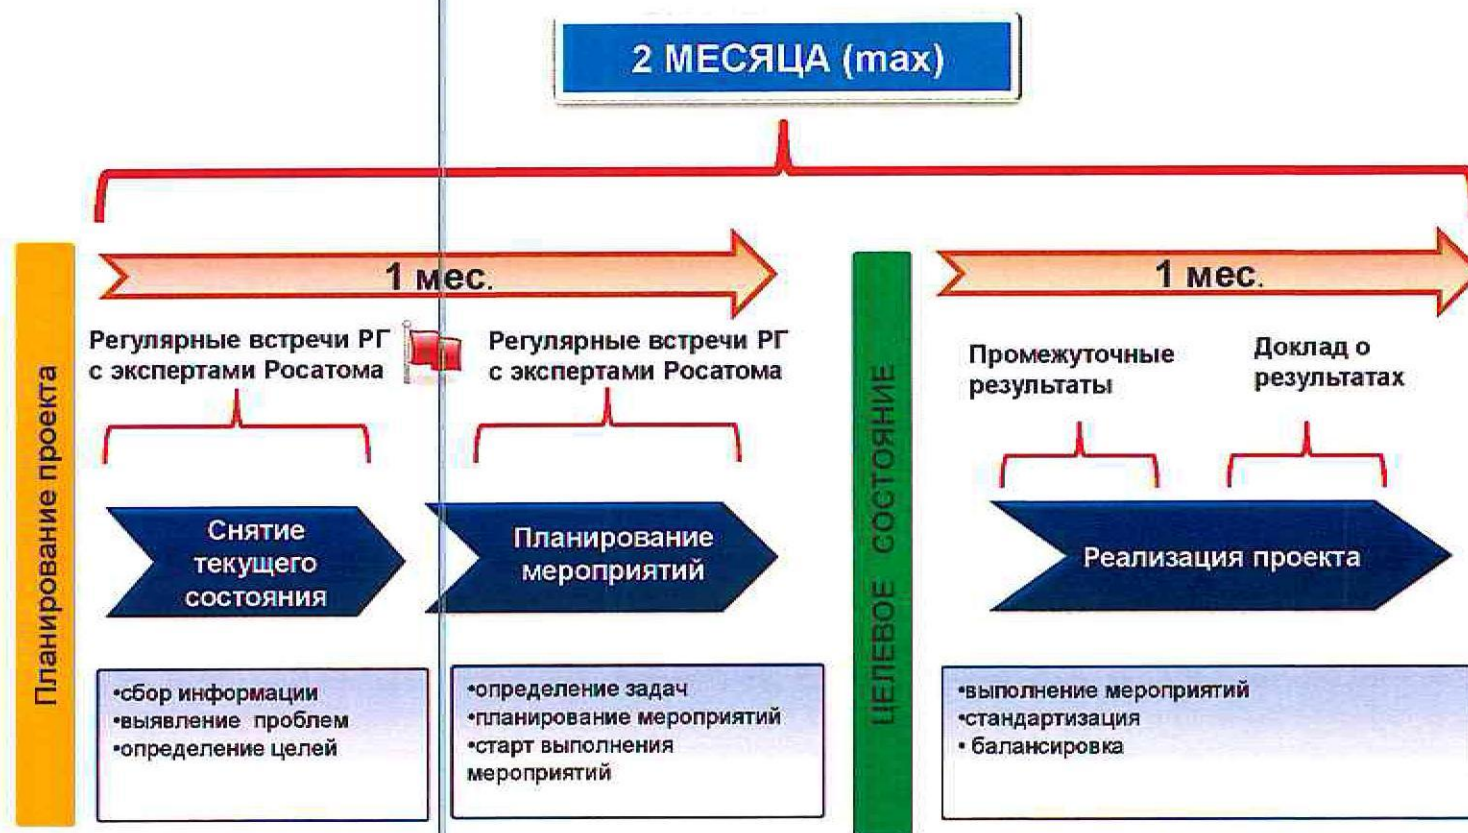 2 МЕСЯЦА (max)
1 мес.
1 мес.
Планирование проекта
Регулярные встречи РГ
с экспертами Росатома
Регулярные встречи РГ
с экспертами Росатома
Снятие
текущего
состояния
Планирование
мероприятий
•сбор информации
•выявление проблем
•определение целей
•определение задач
•планирование мероприятий
•старт выполнения
мероприятий
ЦЕЛЕВОЕ СОСТОЯНИЕ
Промежуточные
результаты
Доклад о
результатах
Реализация проекта
•выполнение мероприятий
•стандартизация
• балансировка